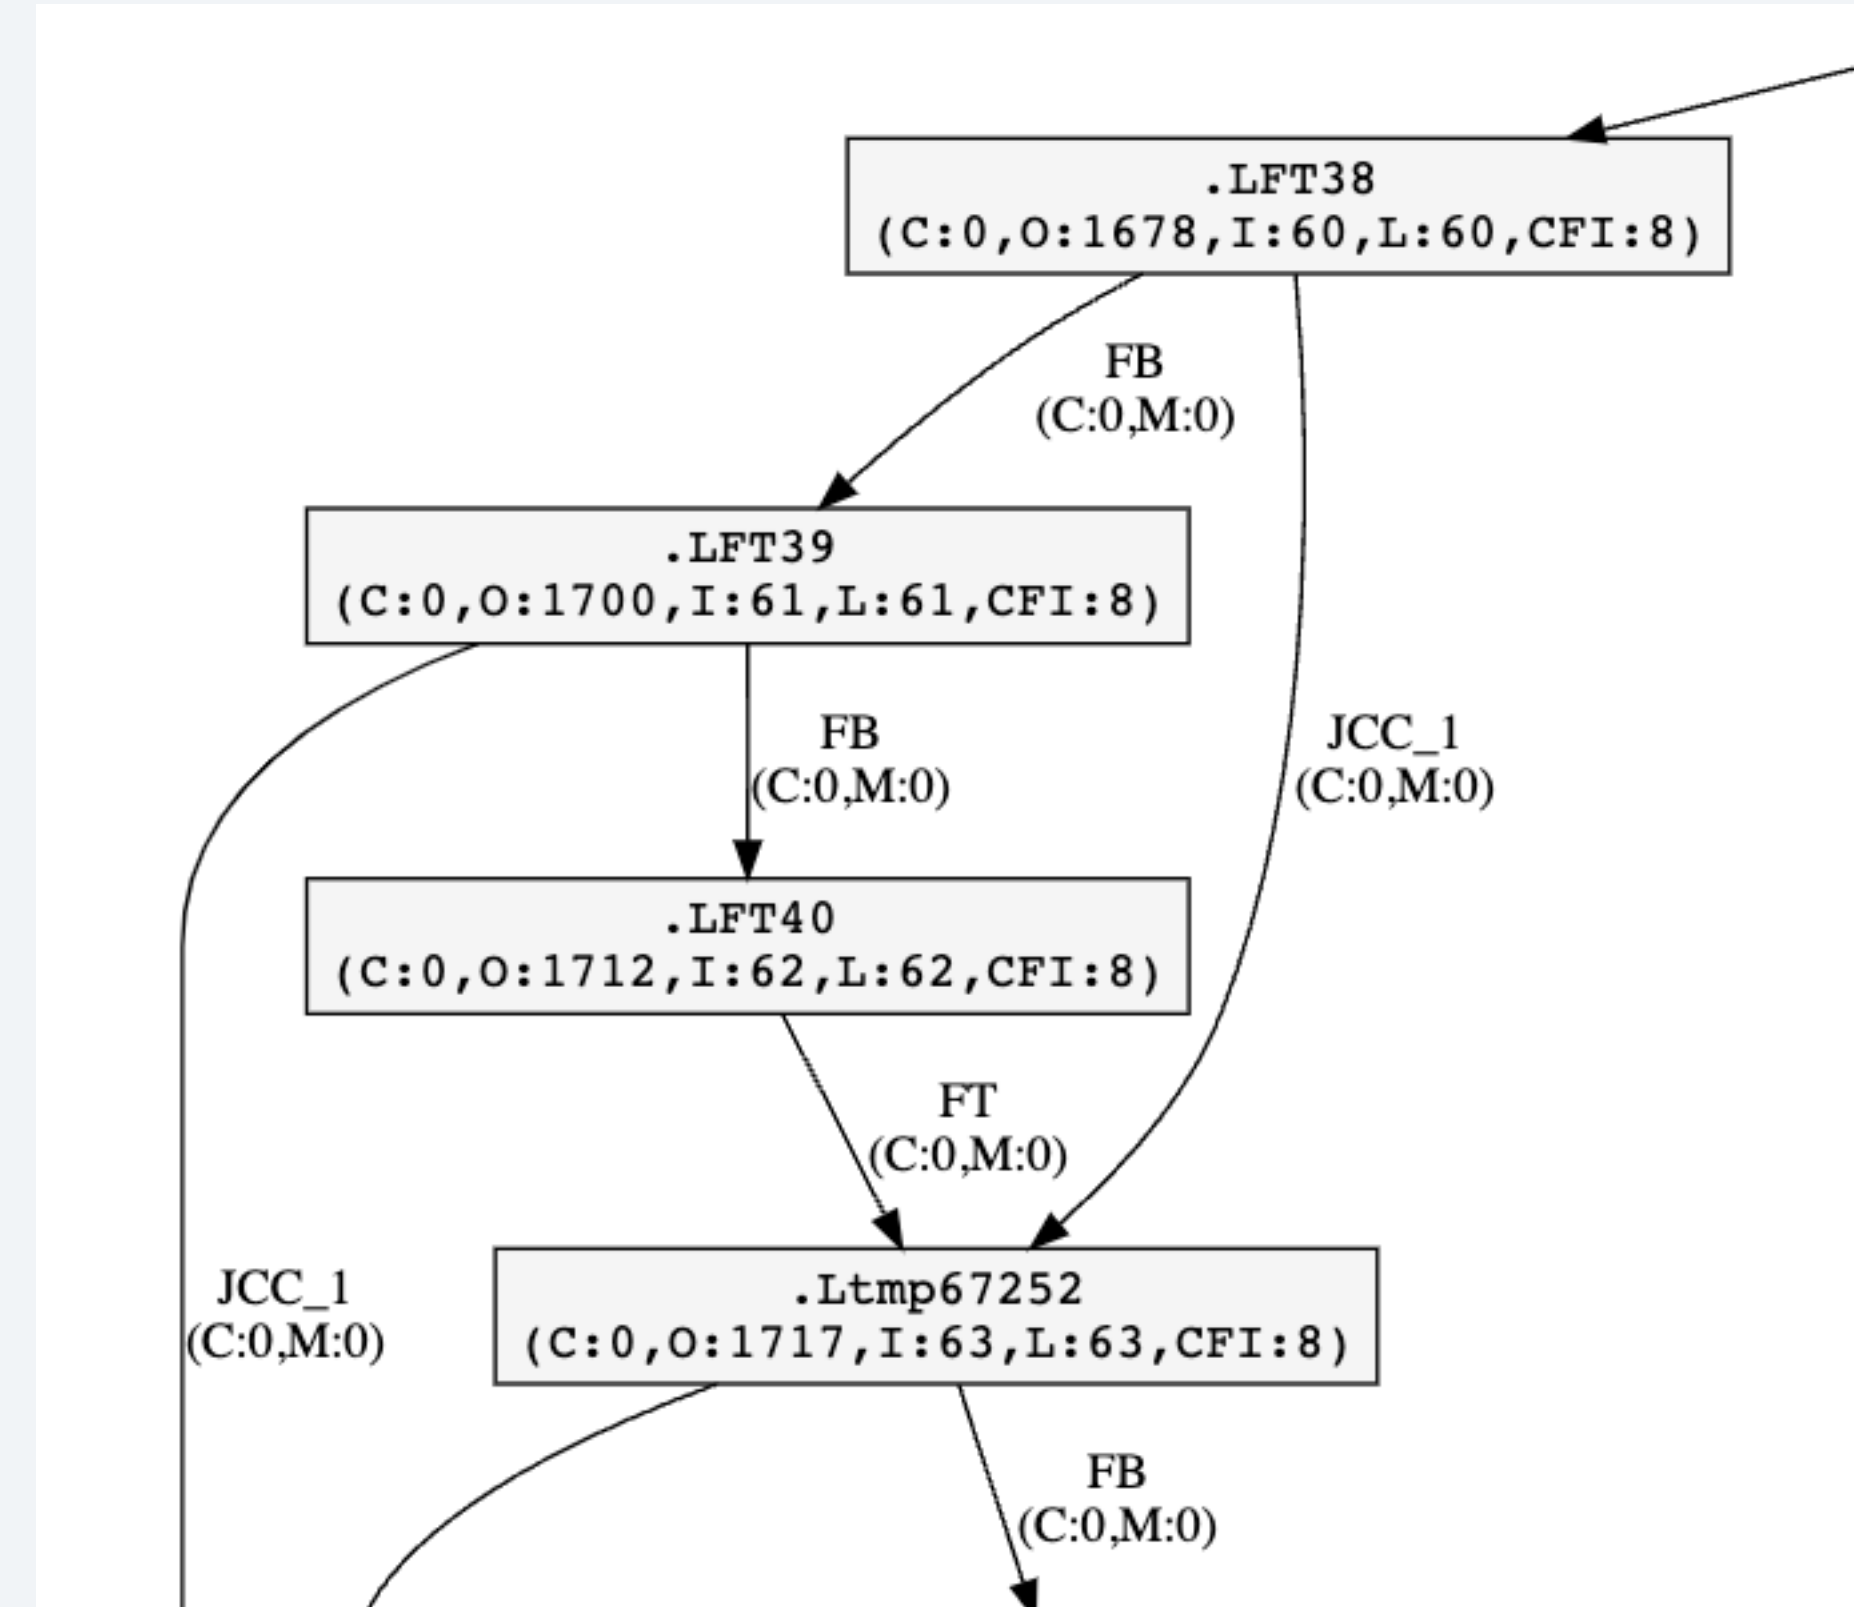 .LFT38
(C:0,O:1678,I:60,L:60,CFI:8)
FB
(C:0,M:0)
.LFT39
(C:0,O:1700,I:61,L:61,CFI:8)
FB
(C:0,M:0)
JCC_1
(C:0,M:0)
.LFT40
(C:0,O:1712,I:62,L:62,CFI:8)
FT
(C:0,M:0)
.Ltmp67252
(C:0,O:1717,I:63,L:63,CFI:8)
JCC_1
(C:0,M:0)
FB
(C:0,M:0)